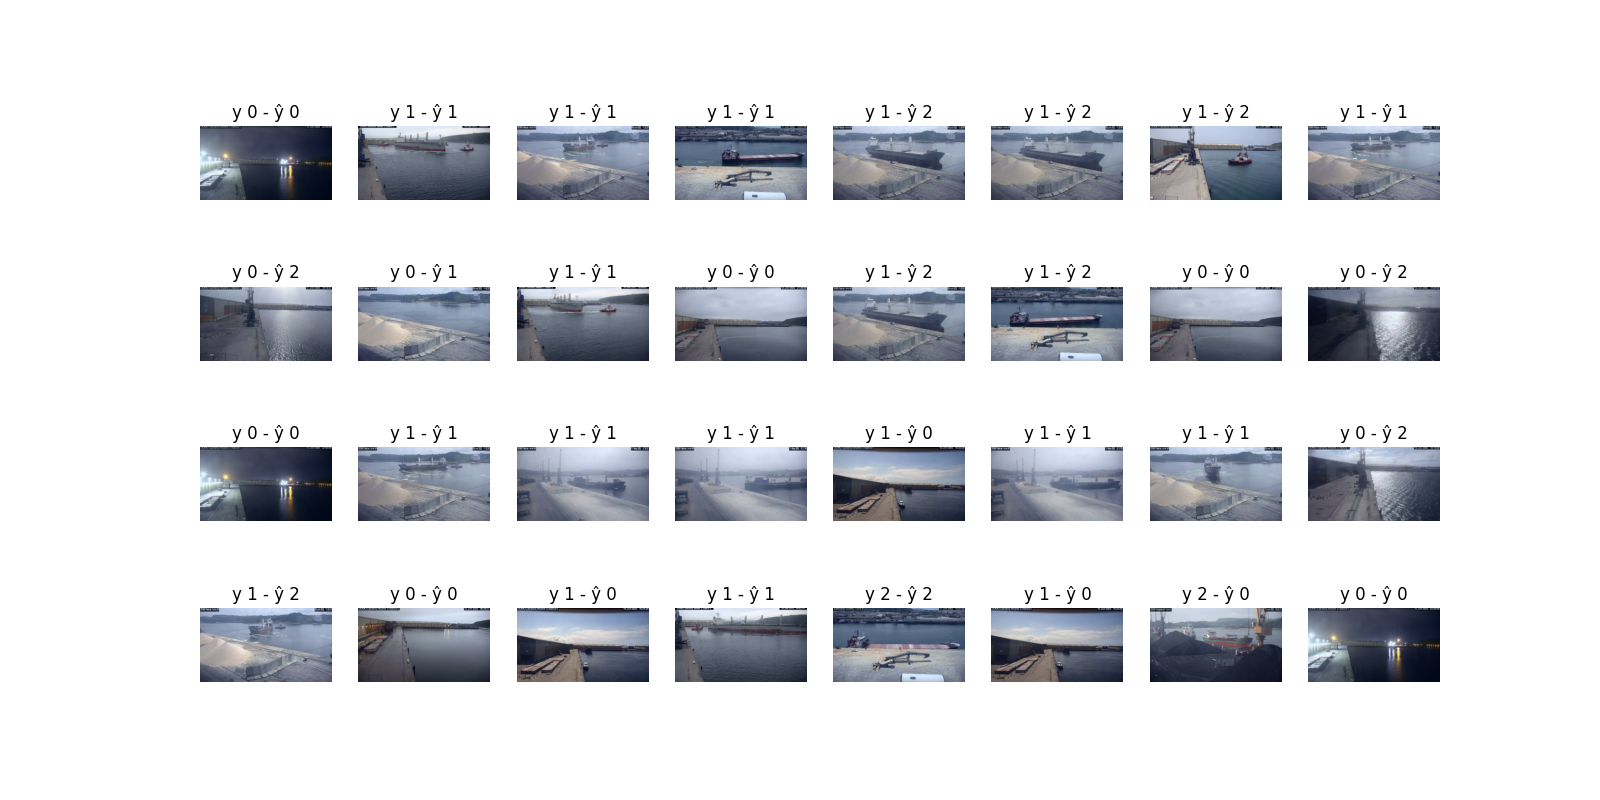 y 0 - ŷ 0 y 1 - ŷ 1 y 1 - ŷ 1 y 1 - ŷ 1 y 1 - ŷ 2 y 1 - ŷ 2 y 1 - ŷ 2 y 1 - ŷ 1
y 0 - ŷ 2 y 0 - ŷ 1 y 1 - ŷ 1 y 0 - ŷ 0 y 1 - ŷ 2 y 1 - ŷ 2 y 0 - ŷ 0 y 0 - ŷ 2
y 0 - ŷ 0 y 1 - ŷ 1 y 1 - ŷ 1 y 1 - ŷ 1 y 1 - ŷ 0 y 1 - ŷ 1 y 1 - ŷ 1 y 0 - ŷ 2
y 1 - ŷ 2 y 0 - ŷ 0 y 1 - ŷ 0 y 1 - ŷ 1 y 2 - ŷ 2 y 1 - ŷ 0 y 2 - ŷ 0 y 0 - ŷ 0